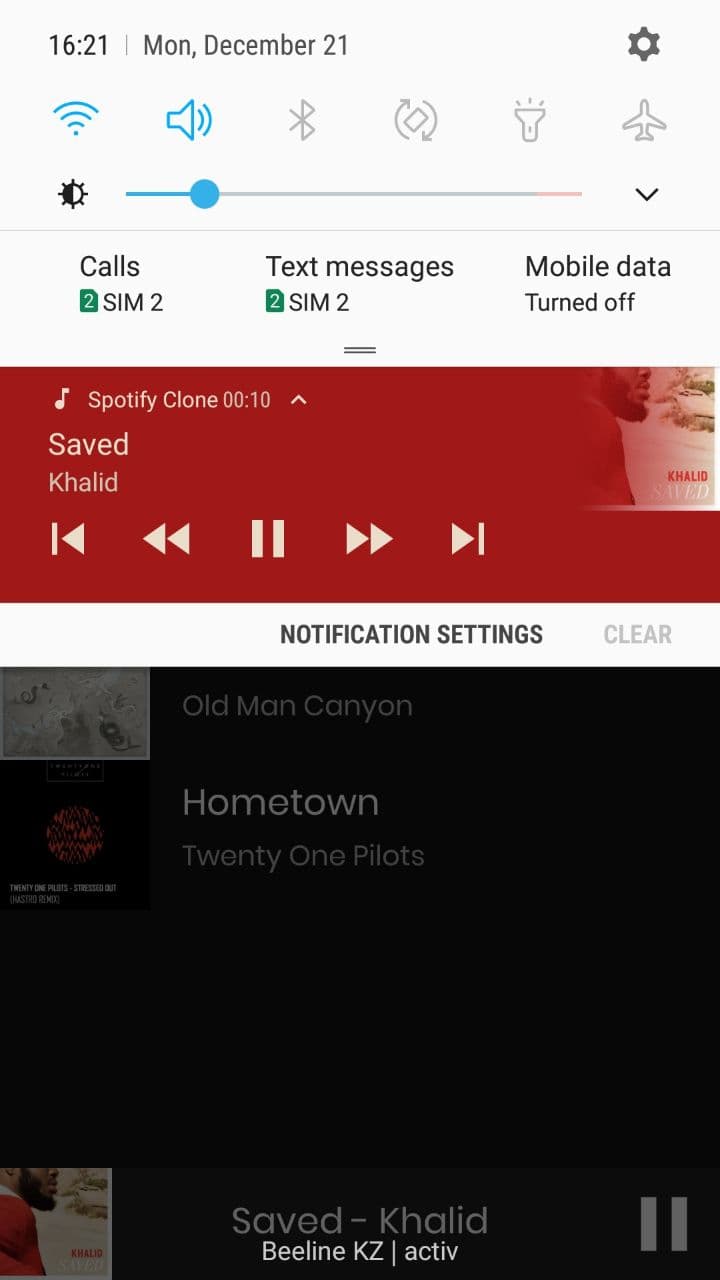 16:21 | Mon, December 21
Calls
2 SIM 2
Text messages
2 SIM 2
Mobile data
Turned off
Spotify Clone 00:10
Saved
Khalid
KHALID
SAVED
NOTIFICATION SETTINGS
CLEAR
Old Man Canyon
Hometown
Twenty One Pilots
TWENTY ONE PILOTS - STRESSED OUT
(HASTRO REMIX)
Saved - Khalid
KHALID
SAVED
Beeline KZ | activ